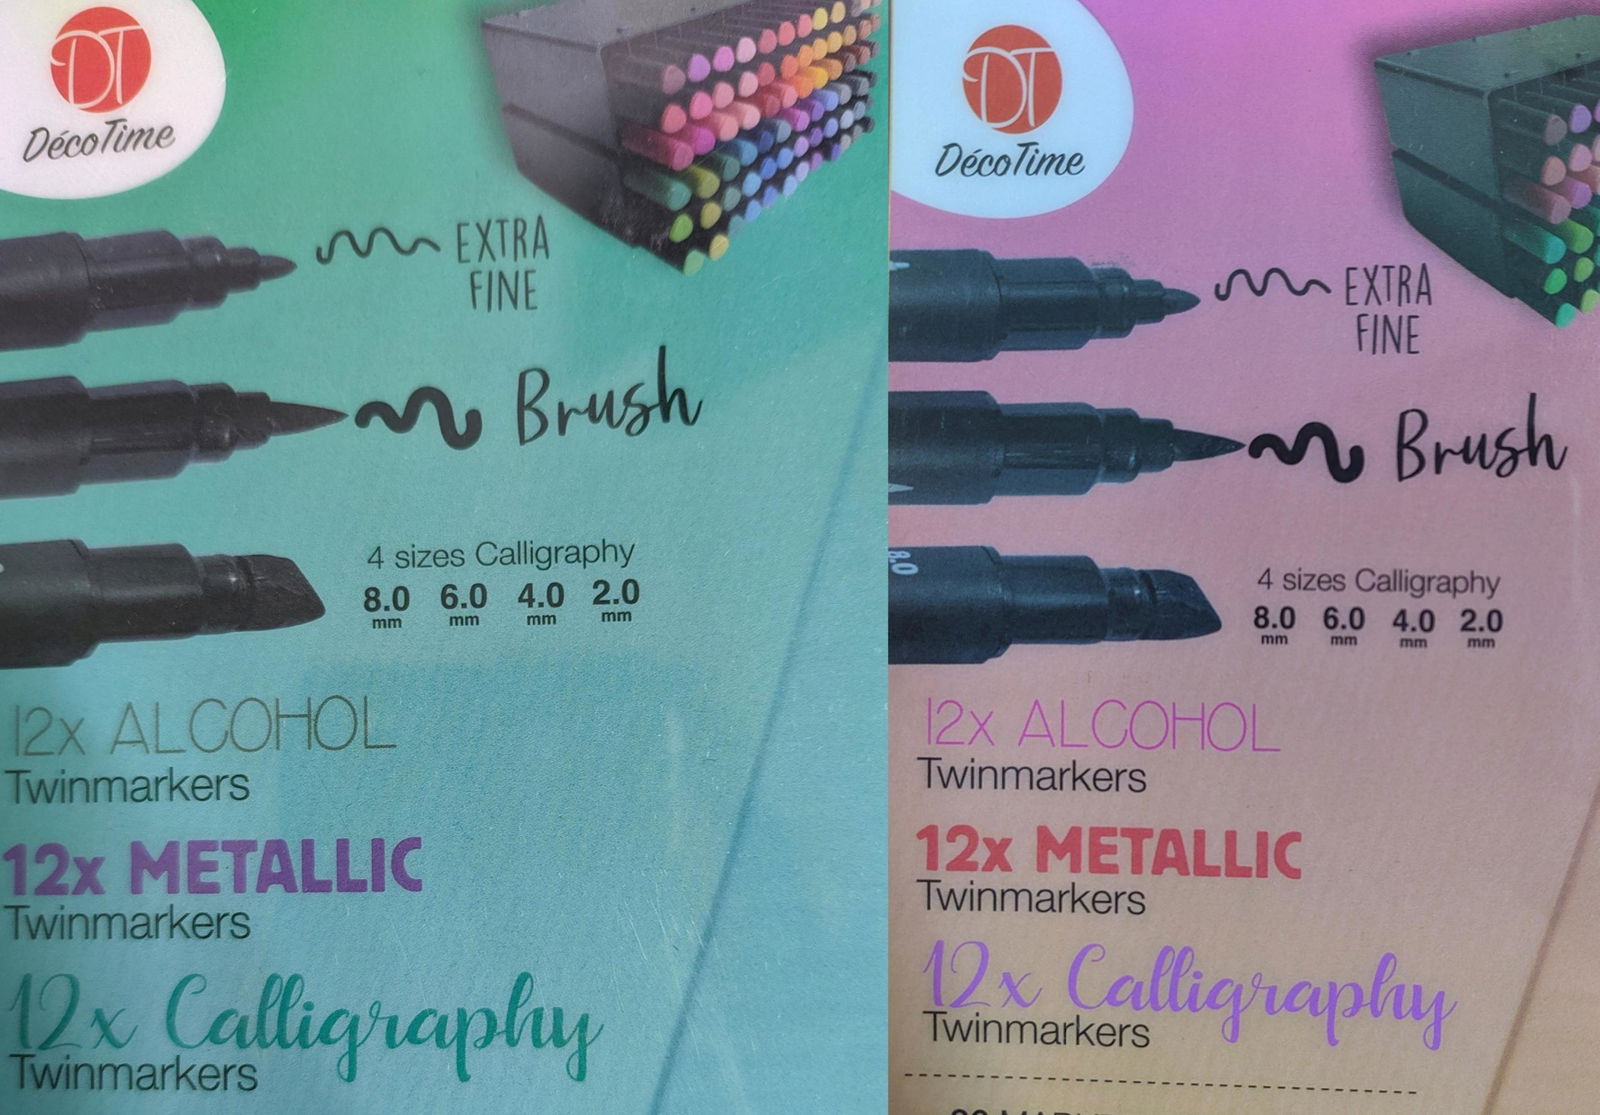 DT
DécoTime
EXTRA
FINE
Brush
4 sizes Calligraphy
8.0 6.0 4.0 2.0
mm mm mm mm
12x ALCOHOL
Twinmarkers
12x METALLIC
Twinmarkers
12x Calligraphy
Twinmarkers
DT
DécoTime
EXTRA
FINE
Brush
8.0
4 sizes Calligraphy
8.0 6.0 4.0 2.0
mm mm mm mm
12x ALCOHOL
Twinmarkers
12x METALLIC
Twinmarkers
12x Calligraphy
Twinmarkers